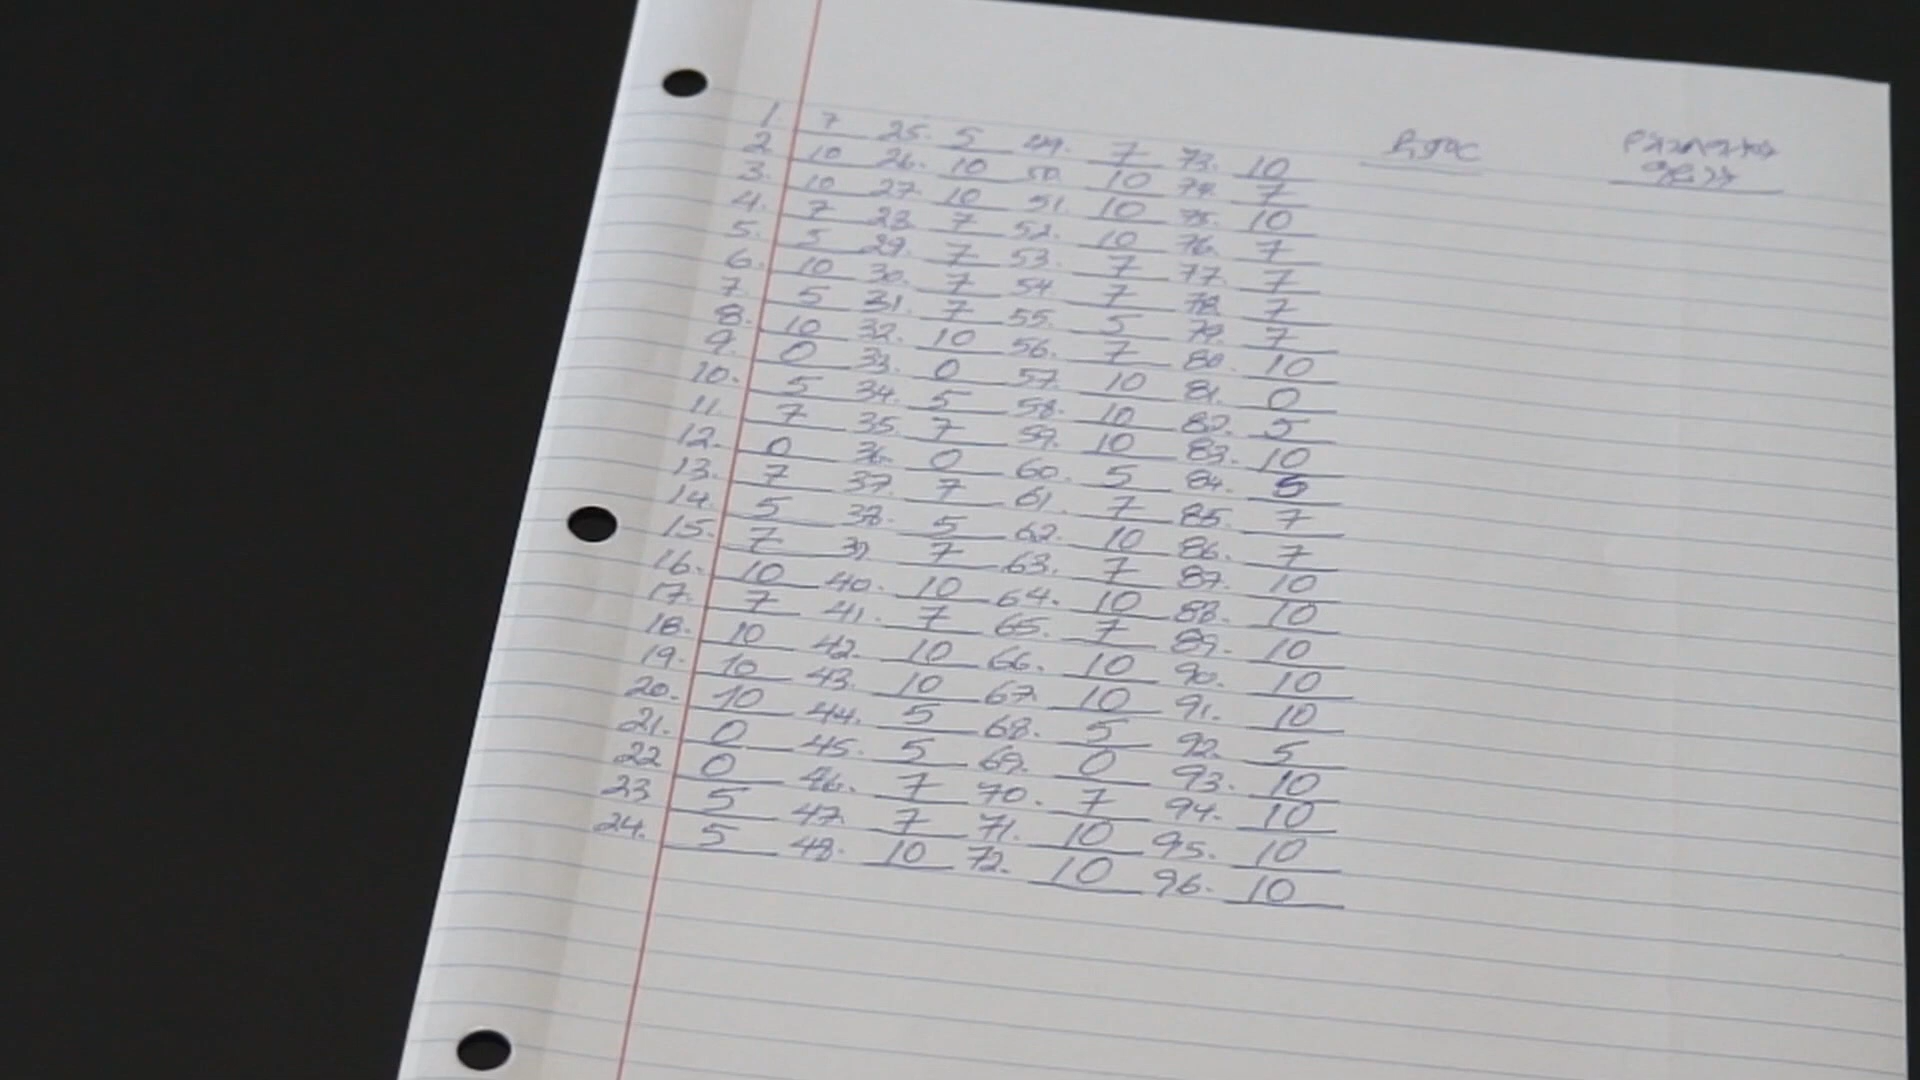 1. 7 25. 5 49. 7 73. 10
2. 10 26. 10 50. 10 74. 7
3. 10 27. 10 51. 10 75. 10
4. 7 28. 7 52. 10 76. 7
5. 5 29. 7 53. 7 77. 7
6. 10 30. 7 54. 7 78. 7
7. 5 31. 7 55. 5 79. 7
8. 10 32. 10 56. 7 80. 10
9. 0 33. 0 57. 10 81. 0
10. 5 34. 5 58. 10 82. 5
11. 7 35. 7 59. 10 83. 10
12. 0 36. 0 60. 5 84. 5
13. 7 37. 7 61. 7 85. 7
14. 5 38. 5 62. 10 86. 7
15. 7 39 7 63. 7 87. 10
16. 10 40. 10 64. 10 88. 10
17. 7 41. 7 65. 7 89. 10
18. 10 42. 10 66. 10 90. 10
19. 10 43. 10 67. 10 91. 10
20. 10 44. 5 68. 5 92. 5
21. 0 45. 5 69. 0 93. 10
22 0 46. 7 70. 7 94. 10
23 5 47. 7 71. 10 95. 10
24. 5 48. 10 72. 10 96. 10